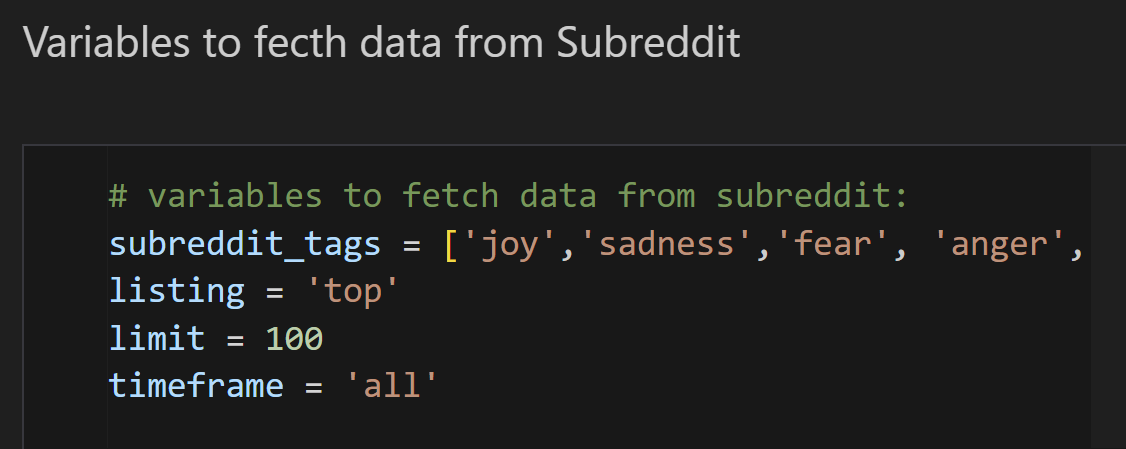 Variables to fecth data from Subreddit
# variables to fetch data from subreddit:
subreddit_tags = ['joy','sadness','fear', 'anger',
listing = 'top'
limit = 100
timeframe = 'all'